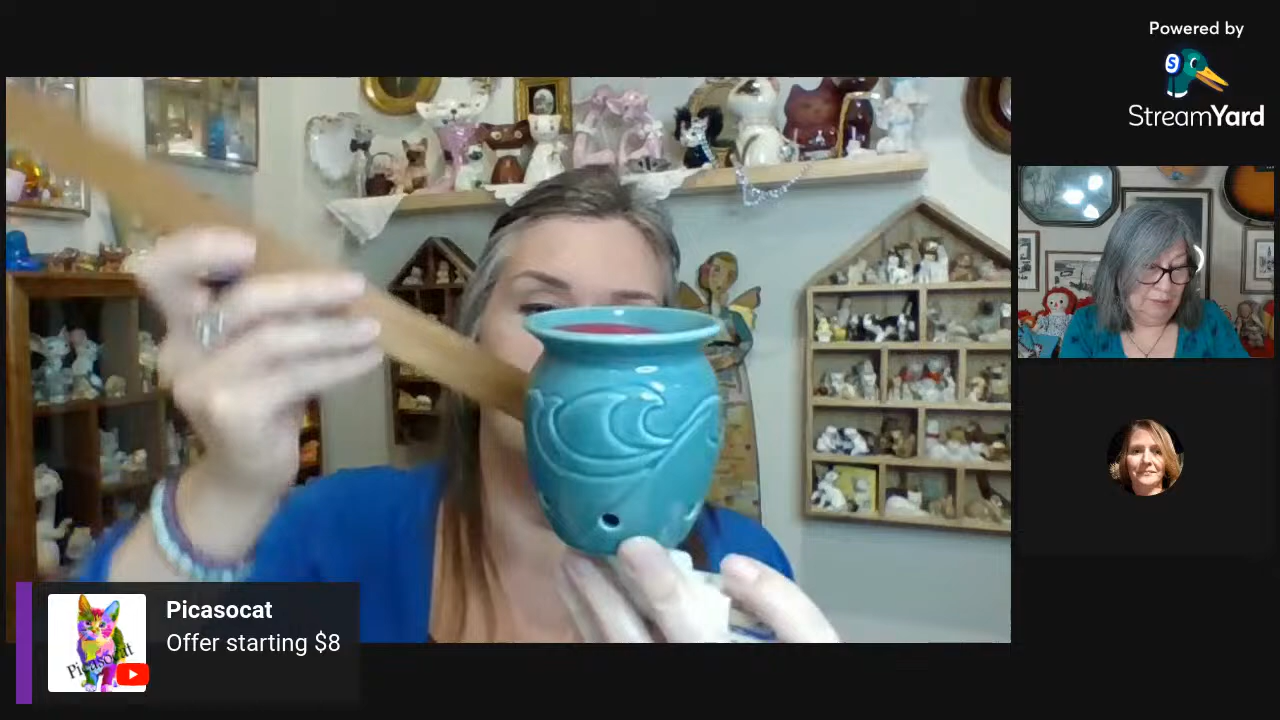 Powered by
S
StreamYard
Picasocat
Picasocat
Offer starting $8